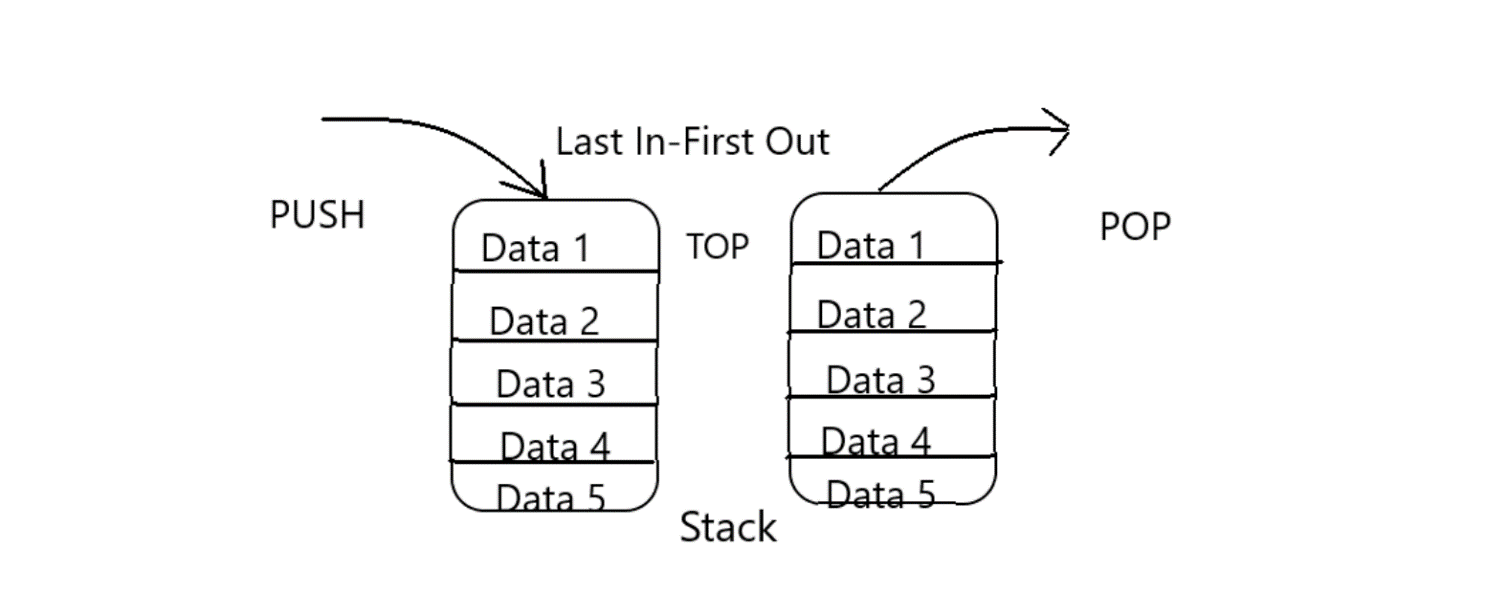 Last In-First Out
PUSH
TOP
POP
Data 1
Data 2
Data 3
Data 4
Data 5
Data 1
Data 2
Data 3
Data 4
Data 5
Stack